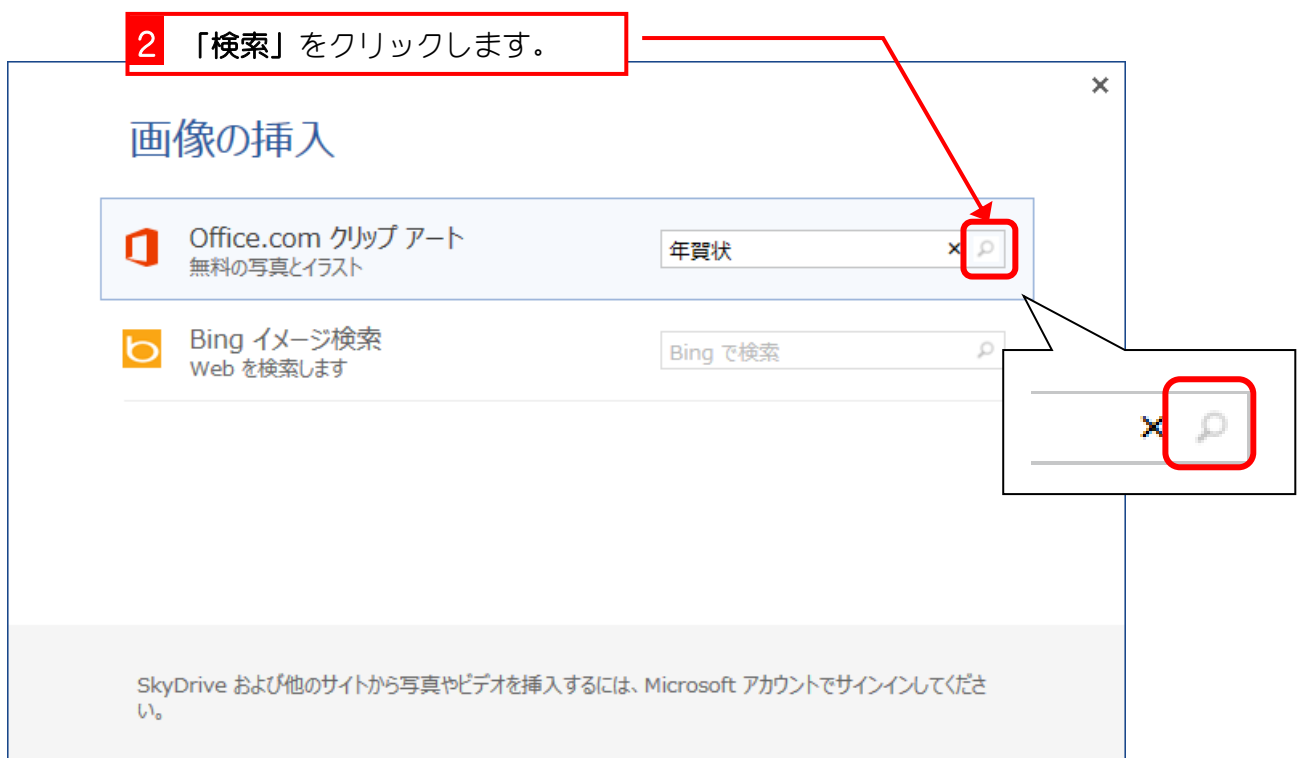 2 「検索」をクリックします。
画像の挿入
Office.com クリップ アート
無料の写真とイラスト
年賀状
Bing イメージ検索
Web を検索します
Bing で検索
SkyDrive および他のサイトから写真やビデオを挿入するには、Microsoft アカウントでサインインしてくださ
い。